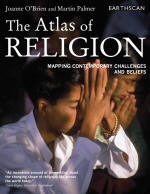 Joanne O'Brien and Martin Palmer
EARTHSCAN
The Atlas of
RELIGION
MAPPING CONTEMPORARY CHALLENGES
AND BELIEFS